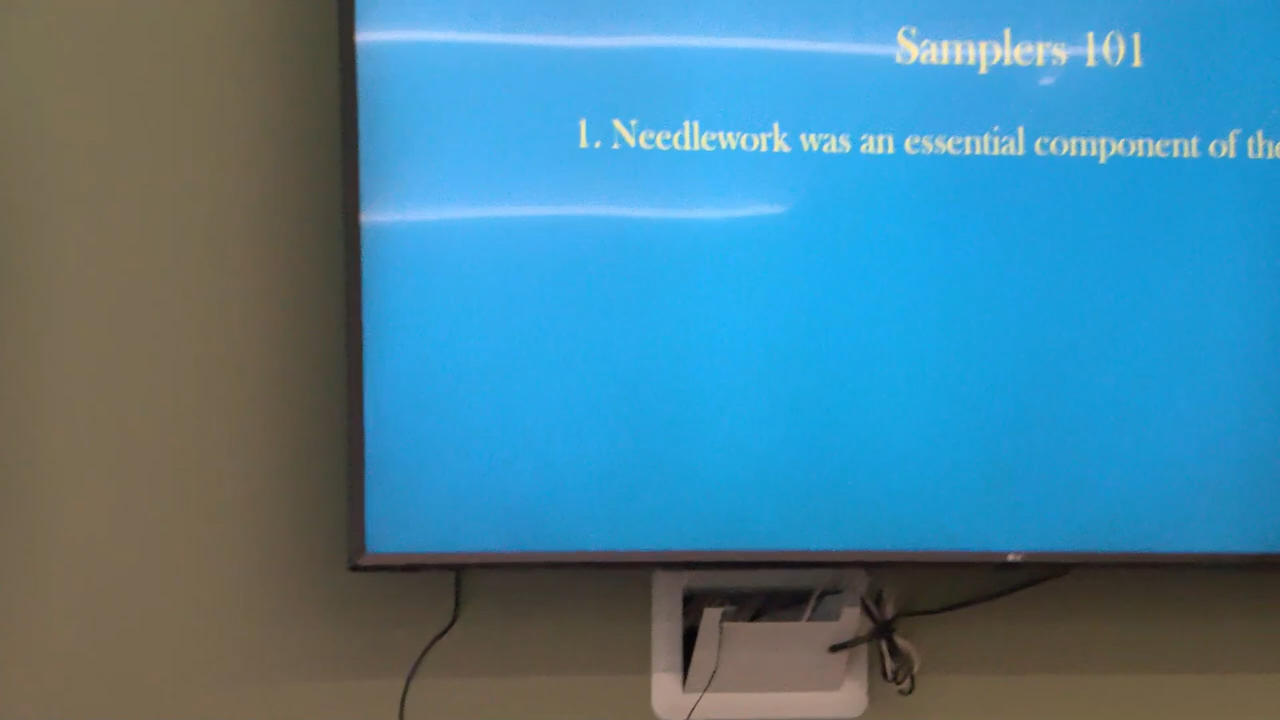 Samplers 101
1. Needlework was an essential component of the